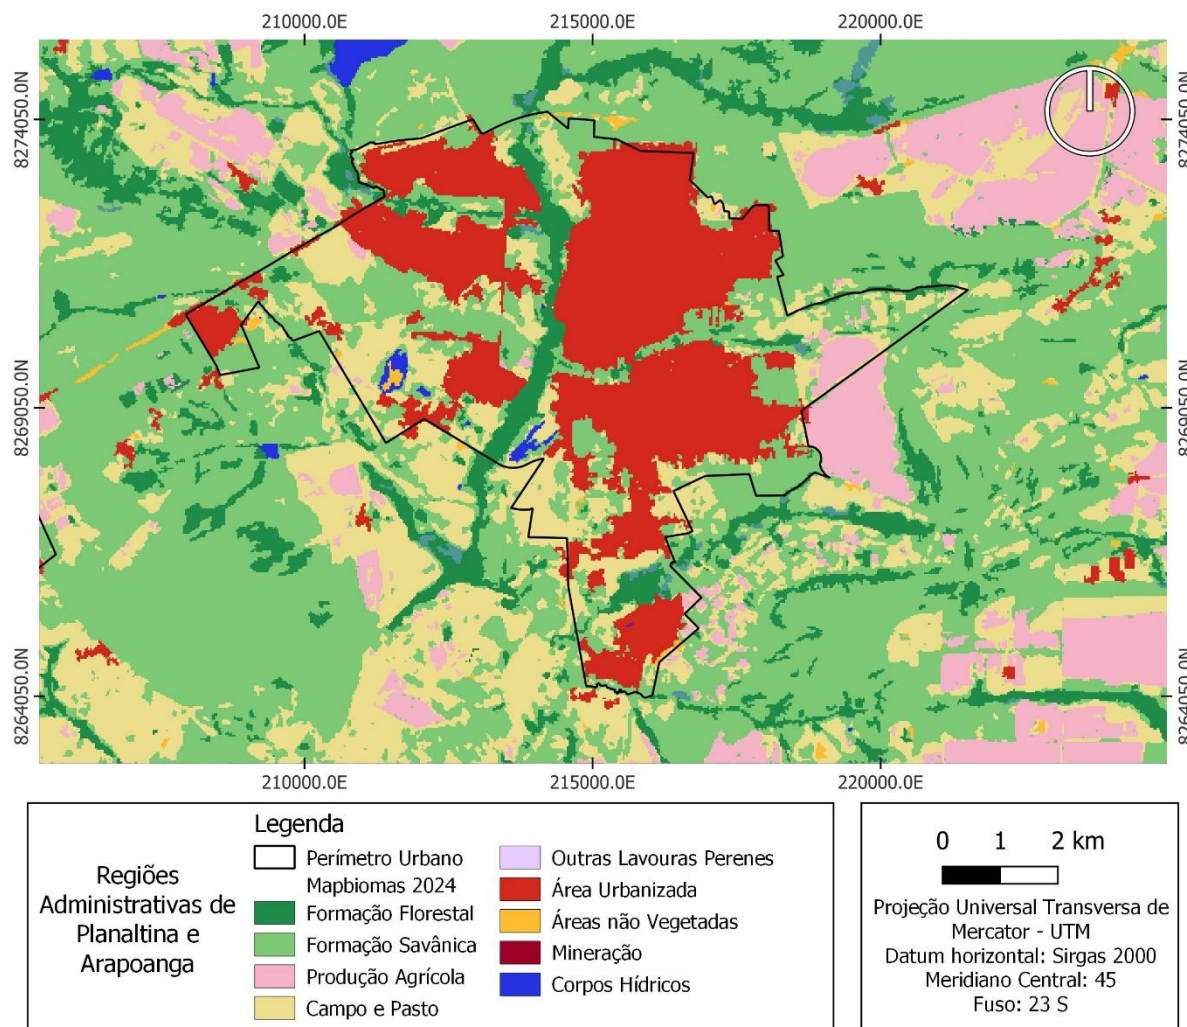 210000.0E
215000.0E
220000.0E
8274050.0N
8274050.0N
8269050.0N
8269050.0N
8264050.0N
8264050.0N
210000.0E
215000.0E
220000.0E
Regiões
Administrativas de
Planaltina e
Arapoanga
Legenda
Perímetro Urbano
Mapbiomas 2024
Formação Florestal
Formação Savânica
Produção Agrícola
Campo e Pasto
Outras Lavouras Perenes
Área Urbanizada
Áreas não Vegetadas
Mineração
Corpos Hídricos
0 1 2 km
Projeção Universal Transversa de
Mercator - UTM
Datum horizontal: Sirgas 2000
Meridiano Central: 45
Fuso: 23 S